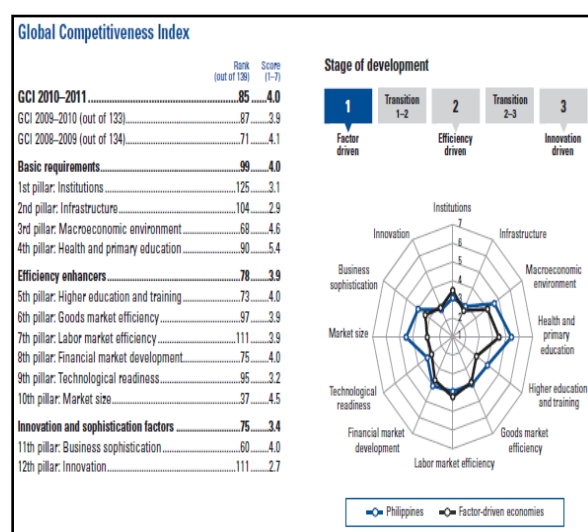 Global Competitiveness Index
Rank Score
(out of 139) (1–7)
GCI 2010–2011......................85......4.0
GCI 2009–2010 (out of 133)......................87......3.9
GCI 2008–2009 (out of 134)......................71......4.1
Basic requirements......................99......4.0
1st pillar: Institutions......................125......3.1
2nd pillar: Infrastructure......................104......2.9
3rd pillar: Macroeconomic environment......................68......4.6
4th pillar: Health and primary education......................90......5.4
Efficiency enhancers......................78......3.9
5th pillar: Higher education and training......................73......4.0
6th pillar: Goods market efficiency......................97......3.9
7th pillar: Labor market efficiency......................111......3.9
8th pillar: Financial market development......................75......4.0
9th pillar: Technological readiness......................95......3.2
10th pillar: Market size......................37......4.5
Innovation and sophistication factors......................75......3.4
11th pillar: Business sophistication......................60......4.0
12th pillar: Innovation......................111......2.7
Stage of development
1
Transition
1–2
2
Transition
2–3
3
Factor
driven
Efficiency
driven
Innovation
driven
Institutions
Infrastructure
Macroeconomic
environment
Health and
primary
education
Higher education
and training
Goods market
efficiency
Labor market efficiency
Financial market
development
Technological
readiness
Market size
Business
sophistication
Innovation
7
6
5
4
3
2
1
Philippines
Factor-driven economies